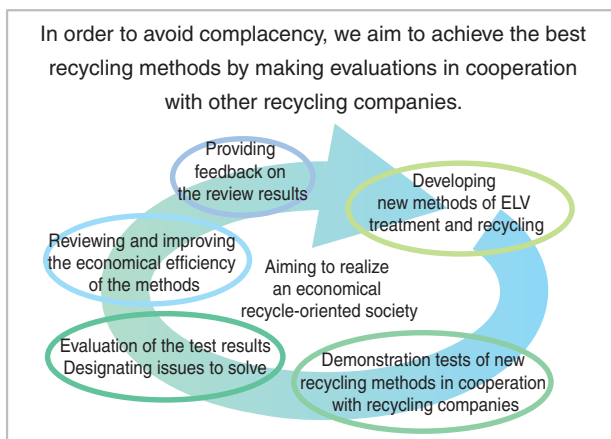 In order to avoid complacency, we aim to achieve the best
recycling methods by making evaluations in cooperation
with other recycling companies.
Providing
feedback on
the review results
Developing
new methods of ELV
treatment and recycling
Reviewing and improving
the economical efficiency
of the methods
Aiming to realize
an economical
recycle-oriented society
Evaluation of the test results
Designating issues to solve
Demonstration tests of new
recycling methods in cooperation
with recycling companies